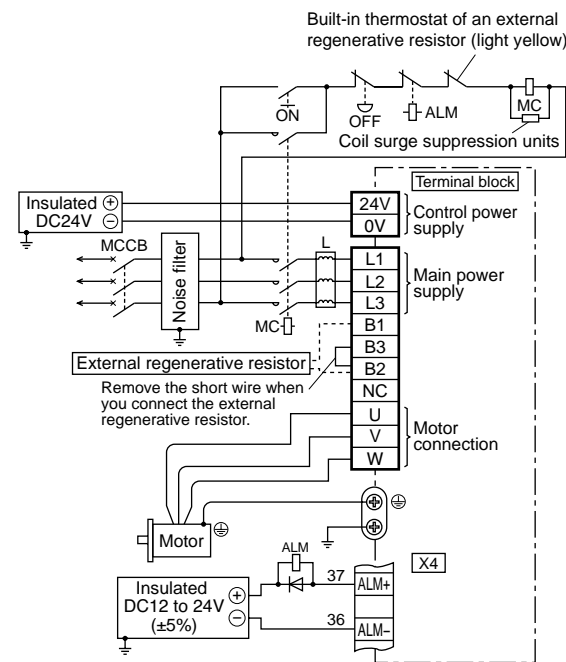 Built-in thermostat of an external
regenerative resistor (light yellow)
ON
OFF
ALM
MC
Coil surge suppression units
Terminal block
Insulated
DC24V
+
−
24V
0V
Control power
supply
MCCB
Noise filter
L
L1
L2
L3
Main power
supply
MC
B1
B3
B2
NC
External regenerative resistor
Remove the short wire when
you connect the external
regenerative resistor.
U
V
W
Motor
connection
Motor
X4
ALM
37
ALM+
36
ALM−
Insulated
DC12 to 24V
(±5%)
+
−